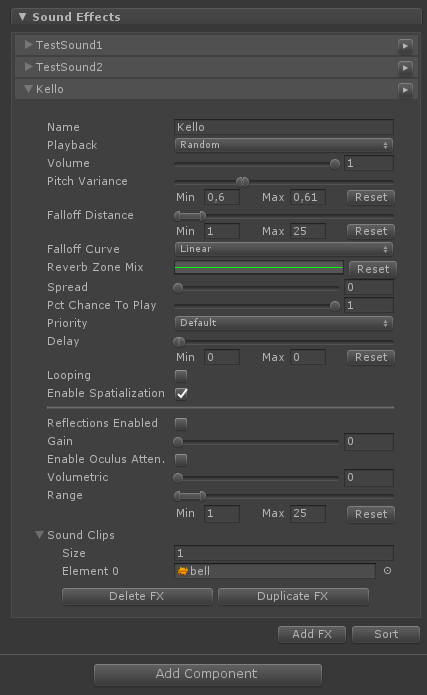 Sound Effects
TestSound1
TestSound2
Kello
Name Kello
Playback Random
Volume 1
Pitch Variance
Min 0,6 Max 0,61 Reset
Falloff Distance
Min 1 Max 25 Reset
Falloff Curve Linear
Reverb Zone Mix Reset
Spread 0
Pct Chance To Play 1
Priority Default
Delay
Min 0 Max 0 Reset
Looping
Enable Spatialization
Reflections Enabled
Gain 0
Enable Oculus Atten.
Volumetric 0
Range
Min 1 Max 25 Reset
Sound Clips
Size 1
Element 0 bell
Delete FX Duplicate FX
Add FX Sort
Add Component